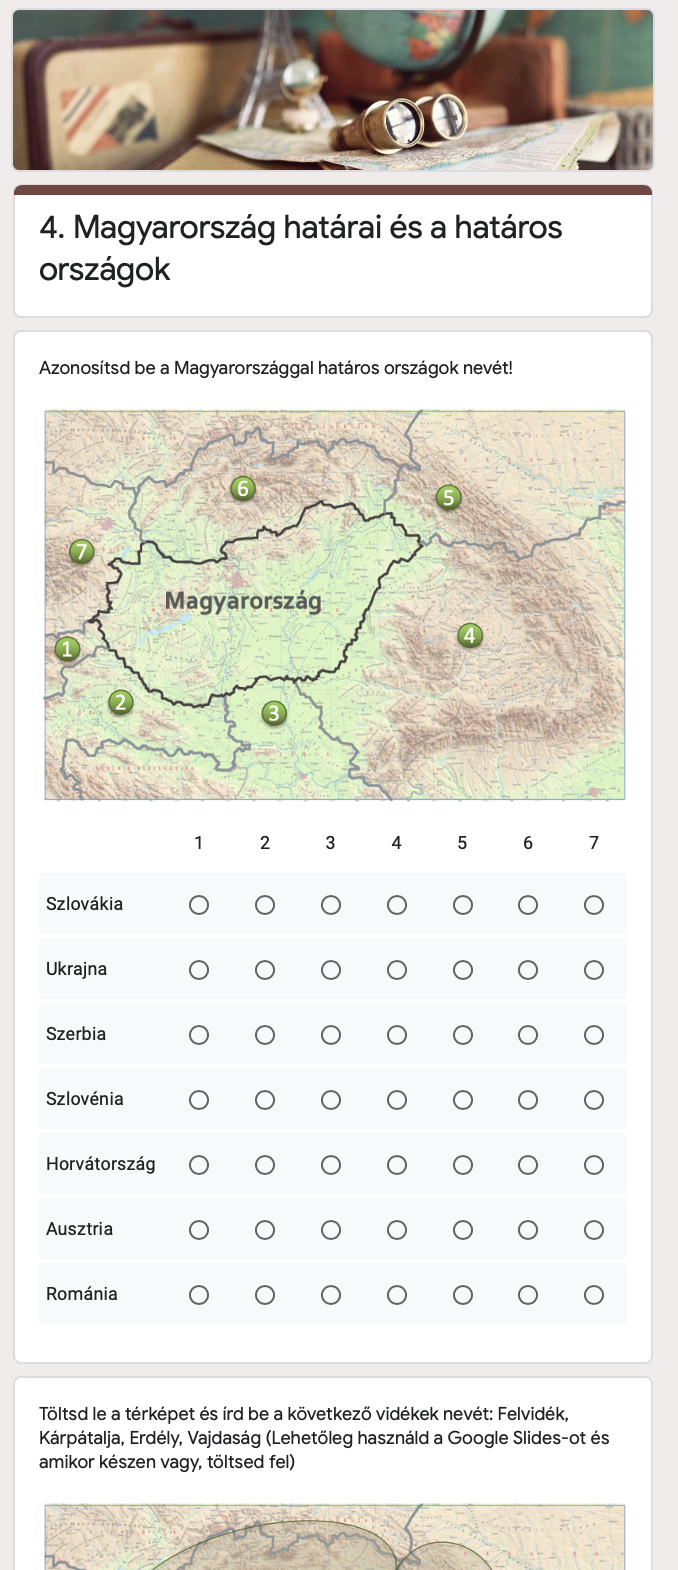 4. Magyarország határai és a határos
országok
Azonosítsd be a Magyarországgal határos országok nevét!
6
5
7
Magyarország
4
1
2
3
1 2 3 4 5 6 7
Szlovákia
Ukrajna
Szerbia
Szlovénia
Horvátország
Ausztria
Románia
Töltsd le a térképet és írd be a következő vidékek nevét: Felvidék,
Kárpátalja, Erdély, Vajdaság (Lehetőleg használd a Google Slides-ot és
amikor készen vagy, töltsed fel)